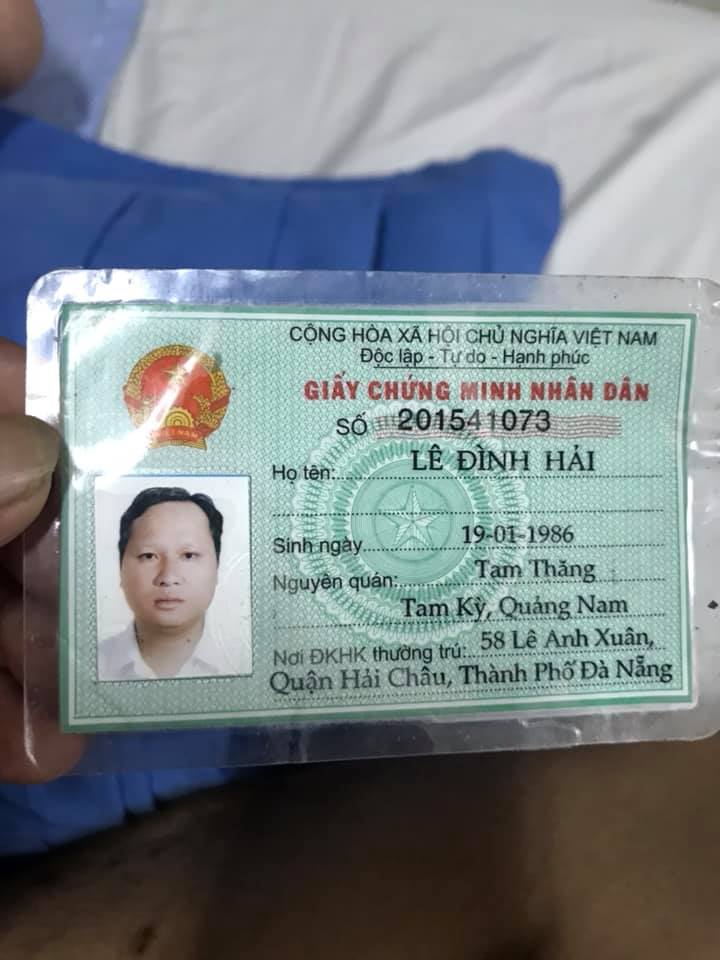 CỘNG HÒA XÃ HỘI CHỦ NGHĨA VIỆT NAM
Độc lập - Tự do - Hạnh phúc
GIẤY CHỨNG MINH NHÂN DÂN
SỐ 201541073
Họ tên: LÊ ĐÌNH HẢI
Sinh ngày 19-01-1986
Nguyên quán: Tam Thăng
Tam Kỳ, Quảng Nam
Nơi ĐKHK thường trú: 58 Lê Anh Xuân,
Quận Hải Châu, Thành Phố Đà Nẵng